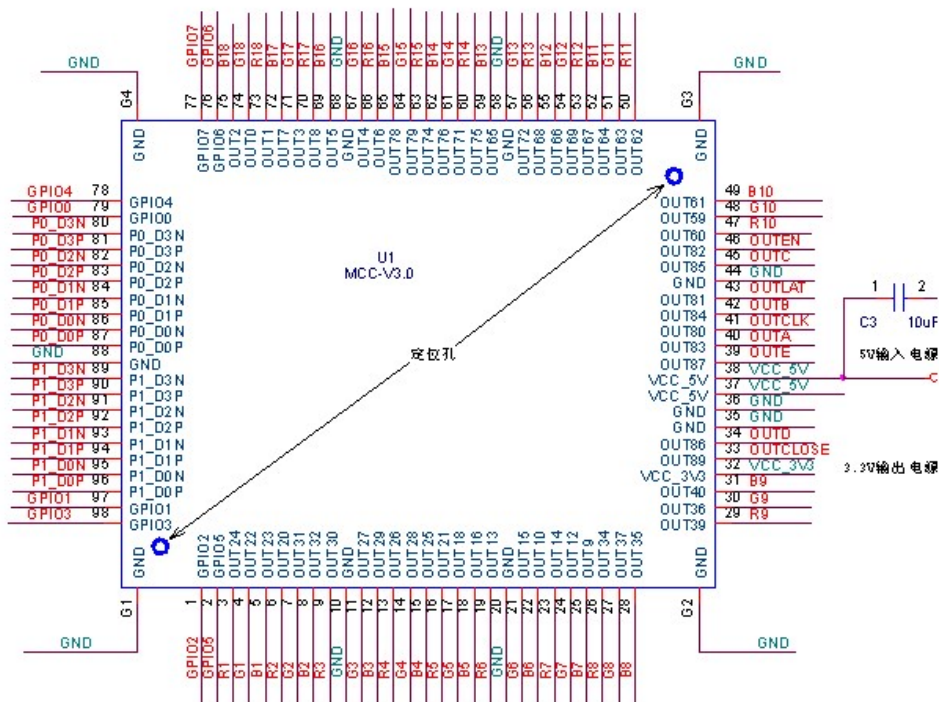 GPIO7 GPIO6 B18 G18 R18 B17 G17 R17 B16 GND G16 R16 B15 G15 R15 B14 G14 R14 B13 GND G13 R13 B12 G12 R12 B11 G11 R11
GND GND
G4 77 76 75 74 73 72 71 70 69 68 67 66 65 64 63 62 61 60 59 58 57 56 55 54 53 52 51 50 G3
GND GPIO7 GPIO6 OUT2 OUT0 OUT1 OUT7 OUT3 OUT8 OUT5 GND OUT4 OUT6 OUT78 OUT79 OUT74 OUT76 OUT71 OUT75 OUT65 GND OUT72 OUT68 OUT66 OUT69 OUT67 OUT64 OUT63 OUT62 GND
GPIO4 78 GPIO4
GPIO0 79 GPIO0
P0_D3N 80 P0_D3N
P0_D3P 81 P0_D3P
P0_D2N 82 P0_D2N
P0_D2P 83 P0_D2P
P0_D1N 84 P0_D1N
P0_D1P 85 P0_D1P
P0_D0N 86 P0_D0N
P0_D0P 87 P0_D0P
GND 88 GND
P1_D3N 89 P1_D3N
P1_D3P 90 P1_D3P
P1_D2N 91 P1_D2N
P1_D2P 92 P1_D2P
P1_D1N 93 P1_D1N
P1_D1P 94 P1_D1P
P1_D0N 95 P1_D0N
P1_D0P 96 P1_D0P
GPIO1 97 GPIO1
GPIO3 98 GPIO3
U1
MCC-V3.0
定位孔
OUT61 49 B10
OUT59 48 G10
OUT60 47 R10
OUT82 46 OUTEN
OUT85 45 OUTC
GND 44 GND
OUT81 43 OUTLAT
OUT84 42 OUTB
OUT80 41 OUTCLK
OUT83 40 OUTA
OUT87 39 OUTE
VCC_5V 38 VCC_5V
VCC_5V 37 VCC_5V
GND 36 GND
GND 35 GND
OUT86 34 OUTD
OUT89 33 OUTCLOSE
VCC_3V3 32 VCC_3V3
OUT40 31 B9
OUT36 30 G9
OUT39 29 R9
1 2
C3 10uF
5V输入电源
3.3V输出电源
GND GPIO2 GPIO5 OUT24 OUT22 OUT23 OUT20 OUT31 OUT32 OUT30 GND OUT27 OUT29 OUT26 OUT28 OUT25 OUT21 OUT18 OUT16 OUT13 GND OUT15 OUT10 OUT14 OUT12 OUT9 OUT34 OUT37 OUT35 GND
G1 1 2 3 4 5 6 7 8 9 10 11 12 13 14 15 16 17 18 19 20 21 22 23 24 25 26 27 28 G2
GND GND
GPIO2 GPIO5 R1 G1 B1 R2 G2 B2 R3 GND G3 B3 R4 G4 B4 R5 G5 B5 R6 GND G6 B6 R7 G7 B7 R8 G8 B8